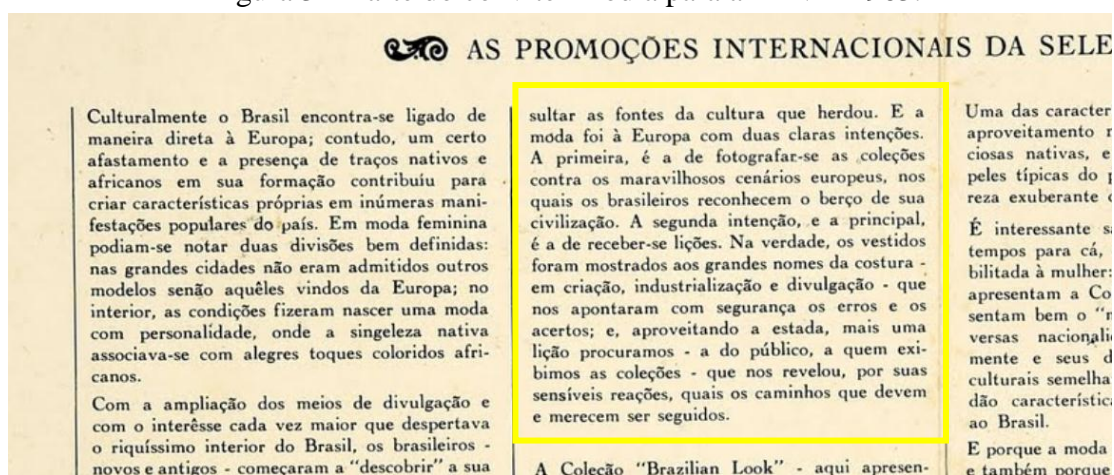 AS PROMOÇÕES INTERNACIONAIS DA SELE
Culturalmente o Brasil encontra-se ligado de
maneira direta à Europa; contudo, um certo
afastamento e a presença de traços nativos e
africanos em sua formação contribuíu para
criar características próprias em inúmeras mani-
festações populares do país. Em moda feminina
podiam-se notar duas divisões bem definidas:
nas grandes cidades não eram admitidos outros
modelos senão aquêles vindos da Europa; no
interior, as condições fizeram nascer uma moda
com personalidade, onde a singeleza nativa
associava-se com alegres toques coloridos afri-
canos.
Com a ampliação dos meios de divulgação e
com o interêsse cada vez maior que despertava
o riquíssimo interior do Brasil, os brasileiros -
novos e antigos - começaram a "descobrir" a sua
sultar as fontes da cultura que herdou. E a
moda foi à Europa com duas claras intenções.
A primeira, é a de fotografar-se as coleções
contra os maravilhosos cenários europeus, nos
quais os brasileiros reconhecem o berço de sua
civilização. A segunda intenção, e a principal,
é a de receber-se lições. Na verdade, os vestidos
foram mostrados aos grandes nomes da costura -
em criação, industrialização e divulgação - que
nos apontaram com segurança os erros e os
acertos; e, aproveitando a estada, mais uma
lição procuramos - a do público, a quem exi-
bimos as coleções - que nos revelou, por suas
sensíveis reações, quais os caminhos que devem
e merecem ser seguidos.
A Coleção "Brazilian Look" - aqui apresen-
Uma das caracter
aproveitamento
ciosas nativas, e
peles típicas do
reza exuberante
É interessante s
tempos para cá,
bilitada à mulher:
apresentam a Co
sentam bem o
versas nacionali
mente e seus d
culturais semelha
dão característica
ao Brasil.
E porque a moda
e também porque